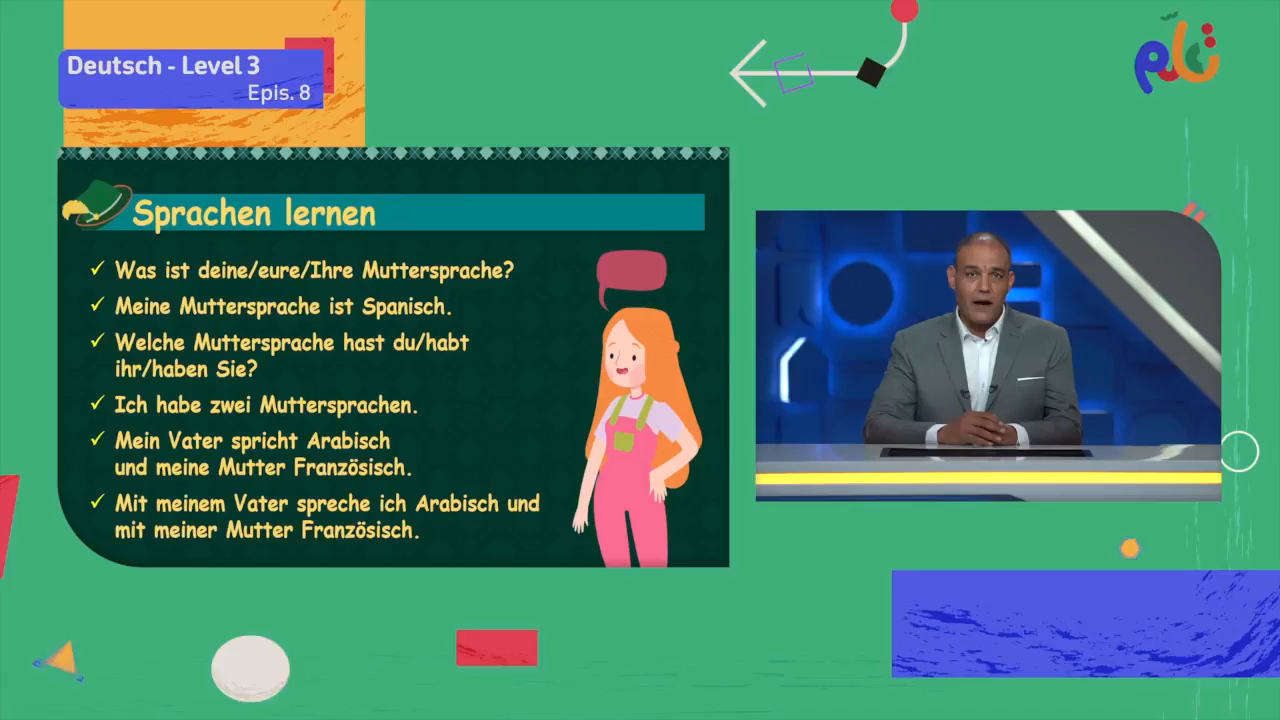 Deutsch - Level 3
Epis. 8
Sprachen lernen
Was ist deine/eure/Ihre Muttersprache?
Meine Muttersprache ist Spanisch.
Welche Muttersprache hast du/habt
ihr/haben Sie?
Ich habe zwei Muttersprachen.
Mein Vater spricht Arabisch
und meine Mutter Französisch.
Mit meinem Vater spreche ich Arabisch und
mit meiner Mutter Französisch.